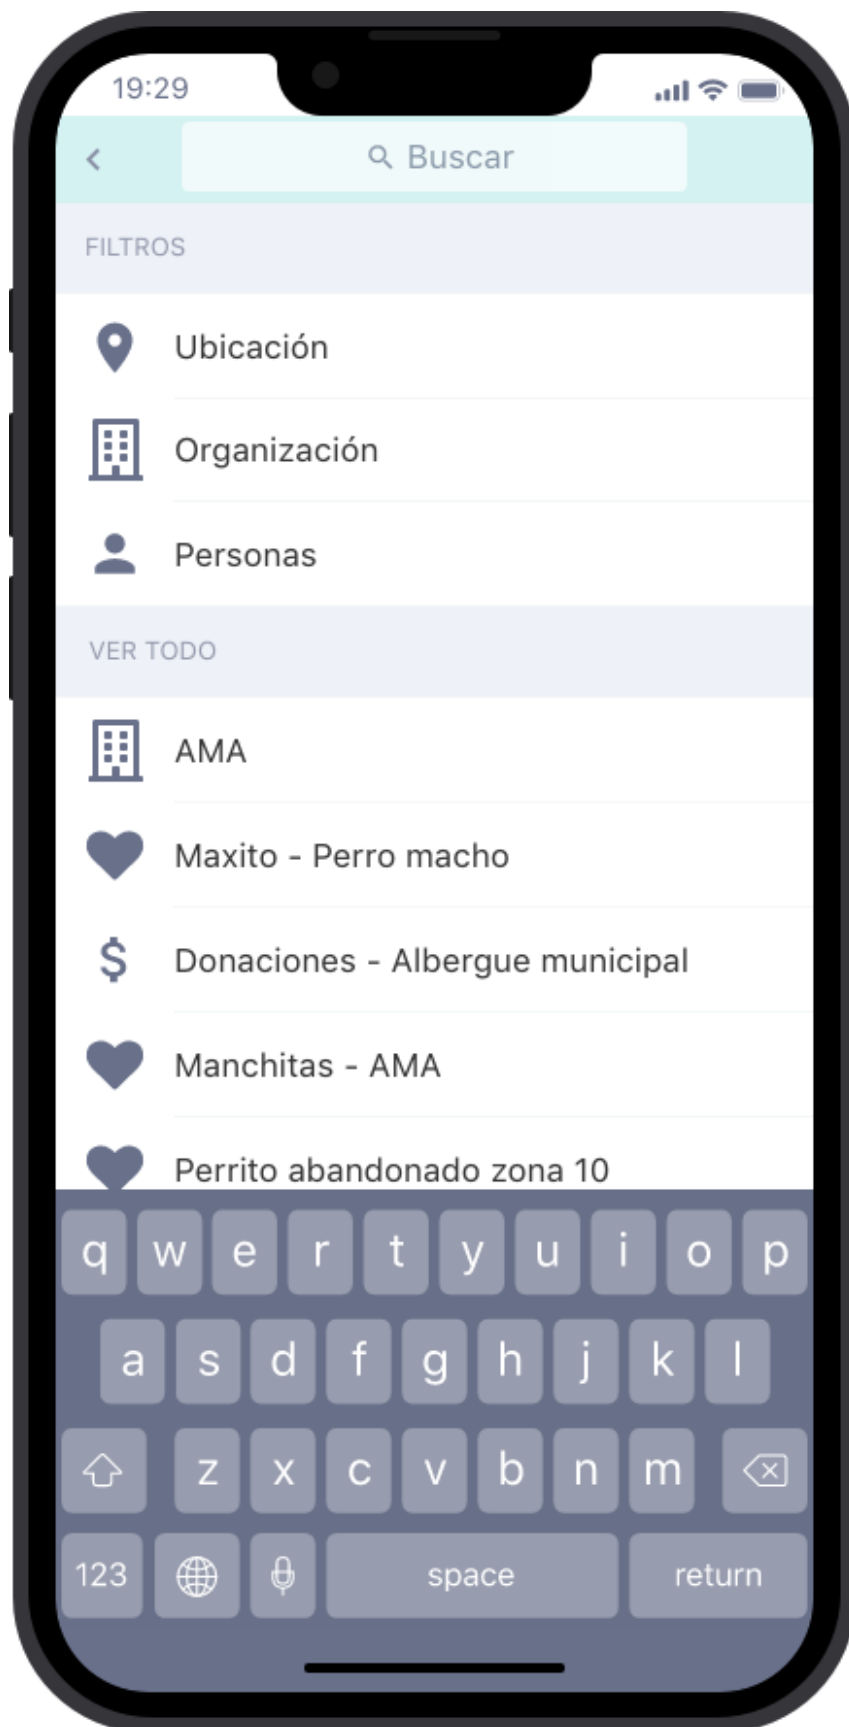 19:29
Buscar
FILTROS
Ubicación
Organización
Personas
VER TODO
AMA
Maxito - Perro macho
Donaciones - Albergue municipal
Manchitas - AMA
Perrito abandonado zona 10
q w e r t y u i o p
a s d f g h j k l
z x c v b n m
123 space return